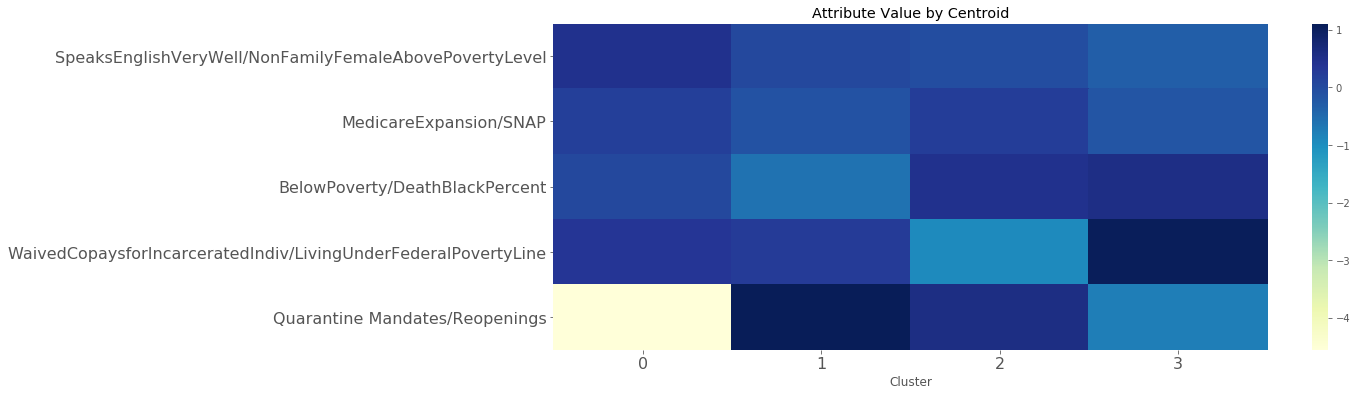 Attribute Value by Centroid
SpeaksEnglishVeryWell/NonFamilyFemaleAbovePovertyLevel
MedicareExpansion/SNAP
BelowPoverty/DeathBlackPercent
WaivedCopaysforIncarceratedIndiv/LivingUnderFederalPovertyLine
Quarantine Mandates/Reopenings
0 1 2 3
Cluster
1
0
−1
−2
−3
−4